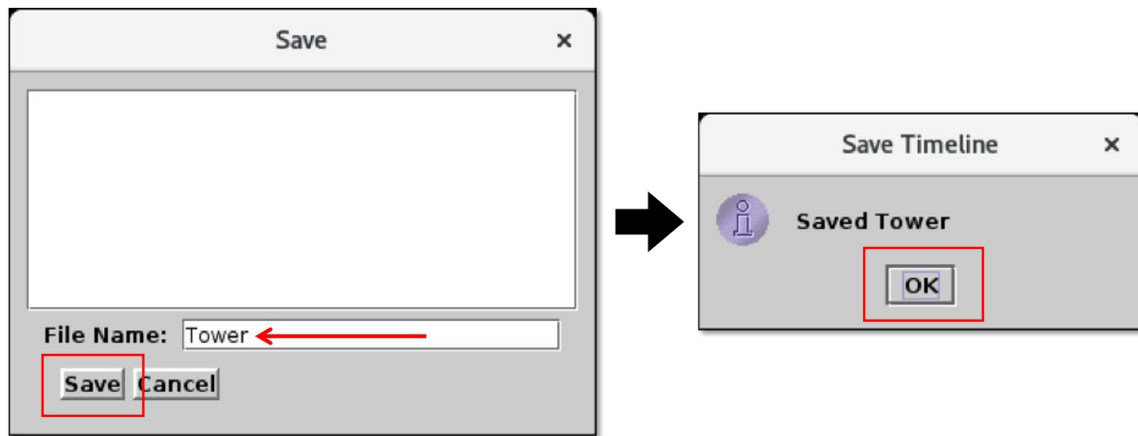 Save ×
File Name: Tower
Save Cancel
Save Timeline ×
Saved Tower
OK